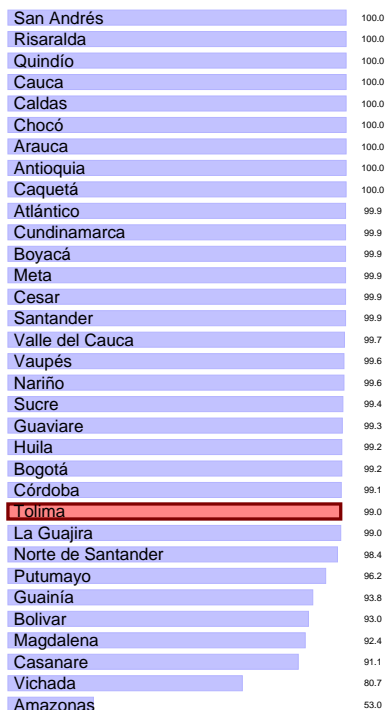 San Andrés 100.0
Risaralda 100.0
Quindío 100.0
Cauca 100.0
Caldas 100.0
Chocó 100.0
Arauca 100.0
Antioquia 100.0
Caquetá 100.0
Atlántico 99.9
Cundinamarca 99.9
Boyacá 99.9
Meta 99.9
Cesar 99.9
Santander 99.9
Valle del Cauca 99.7
Vaupés 99.6
Nariño 99.6
Sucre 99.4
Guaviare 99.3
Huila 99.2
Bogotá 99.2
Córdoba 99.1
Tolima 99.0
La Guajira 99.0
Norte de Santander 98.4
Putumayo 96.2
Guainía 93.8
Bolivar 93.0
Magdalena 92.4
Casanare 91.1
Vichada 80.7
Amazonas 53.0